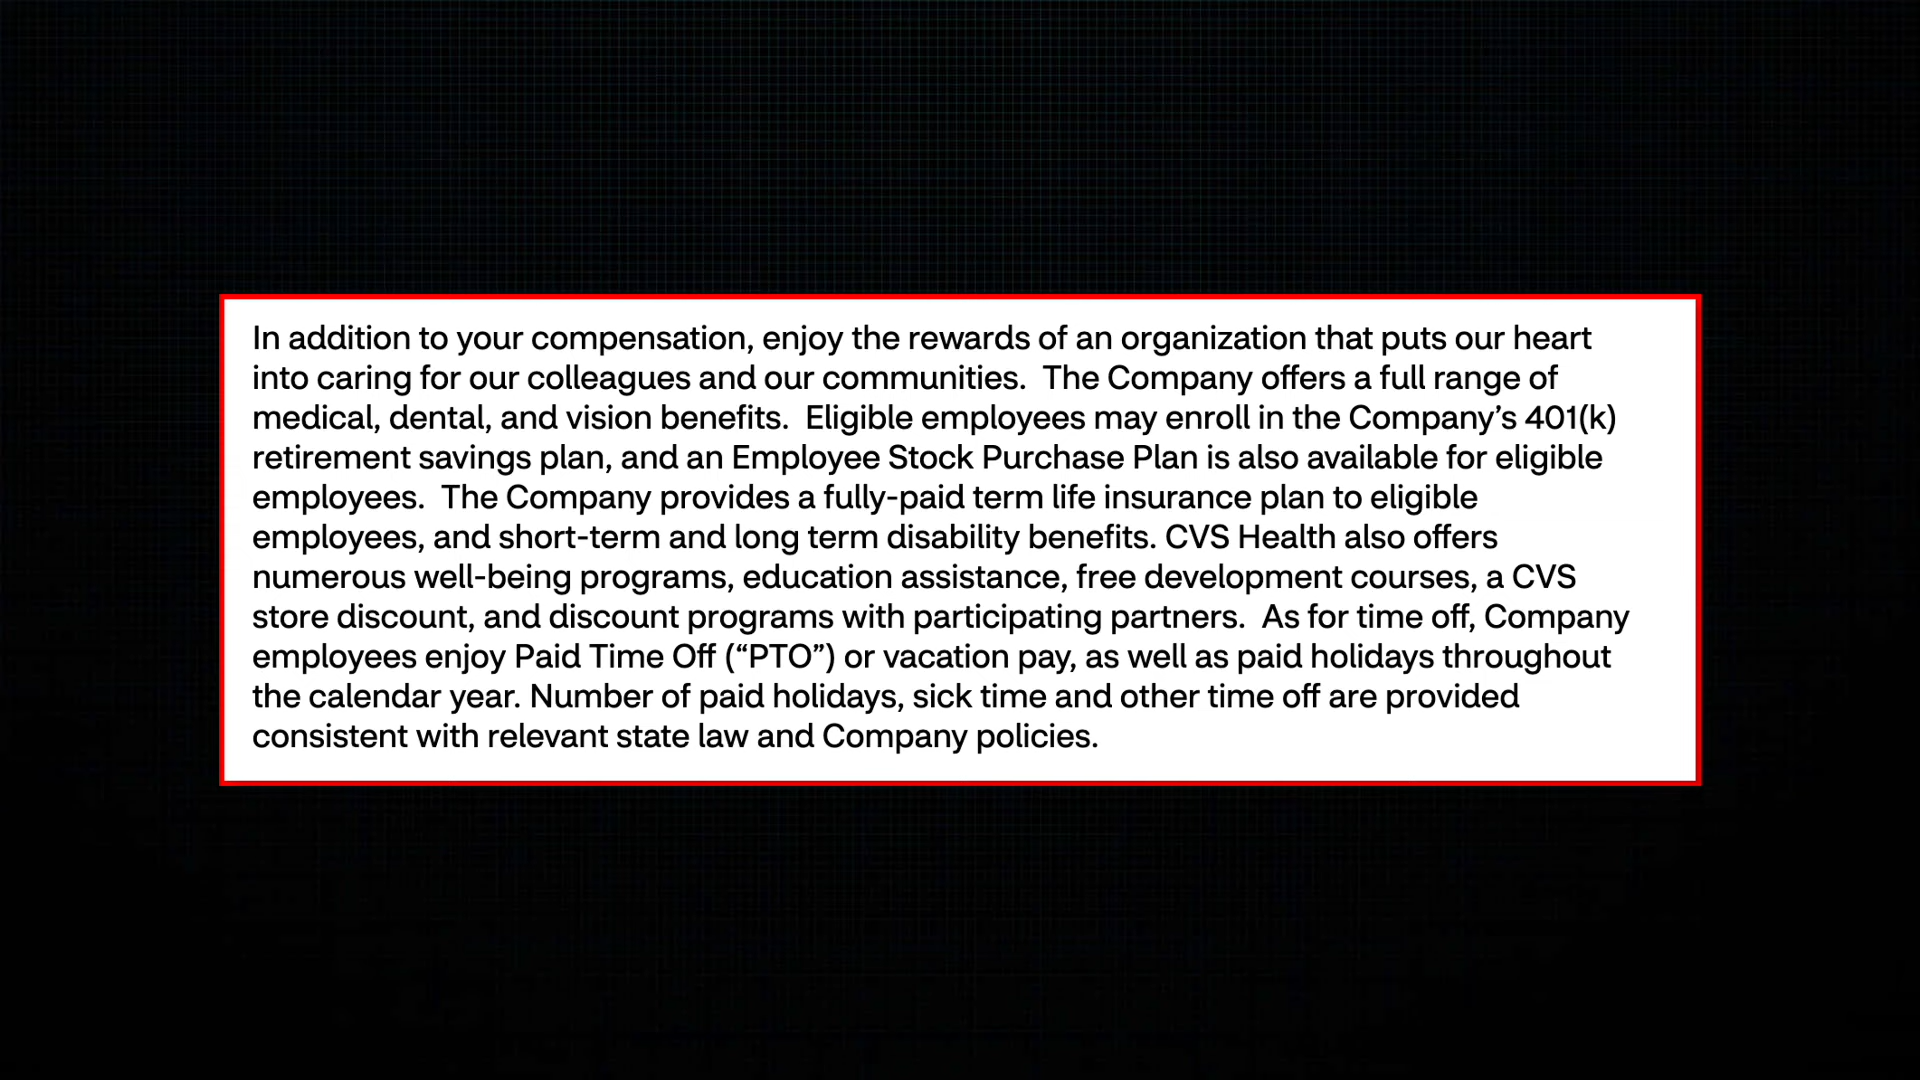 In addition to your compensation, enjoy the rewards of an organization that puts our heart
into caring for our colleagues and our communities.  The Company offers a full range of
medical, dental, and vision benefits.  Eligible employees may enroll in the Company’s 401(k)
retirement savings plan, and an Employee Stock Purchase Plan is also available for eligible
employees.  The Company provides a fully-paid term life insurance plan to eligible
employees, and short-term and long term disability benefits. CVS Health also offers
numerous well-being programs, education assistance, free development courses, a CVS
store discount, and discount programs with participating partners.  As for time off, Company
employees enjoy Paid Time Off (“PTO”) or vacation pay, as well as paid holidays throughout
the calendar year. Number of paid holidays, sick time and other time off are provided
consistent with relevant state law and Company policies.